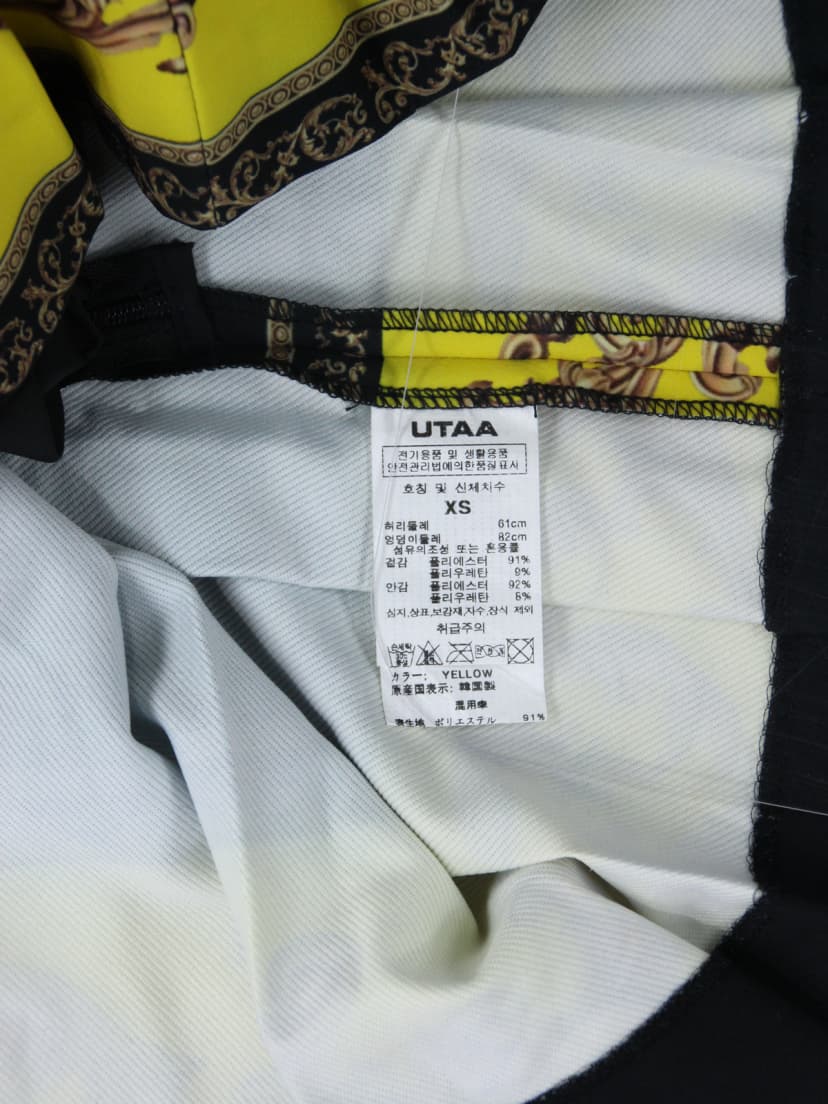 UTAA
전기용품 및 생활용품
안전관리법에의한품질표시
호칭 및 신체치수
XS
허리둘레 61cm
엉덩이둘레 82cm
섬유의조성 또는 혼용률
겉감 폴리에스터 91%
폴리우레탄 9%
안감 폴리에스터 92%
폴리우레탄 8%
심지,상표,보강재,자수,장식 제외
취급주의
カラー: YELLOW
原産国表示: 韓国製
混用率
表生地 ポリエステル 91%